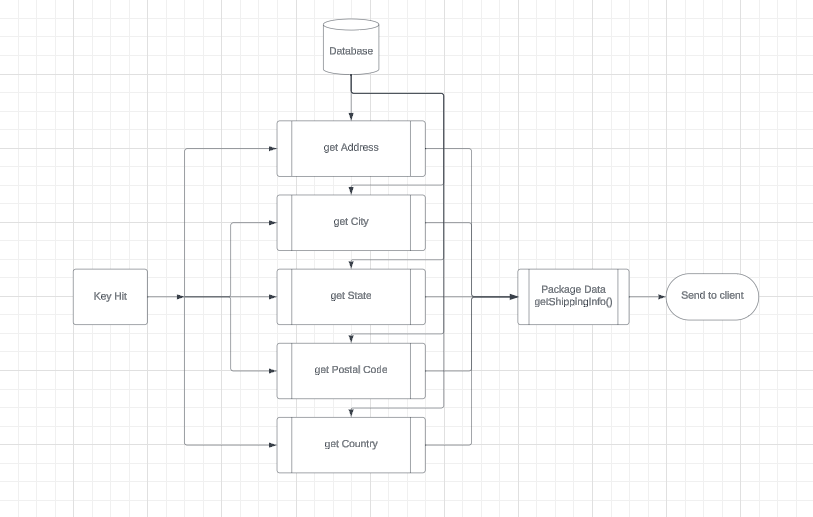 Database
get Address
get City
Key Hit
get State
Package Data
getShippingInfo()
Send to client
get Postal Code
get Country